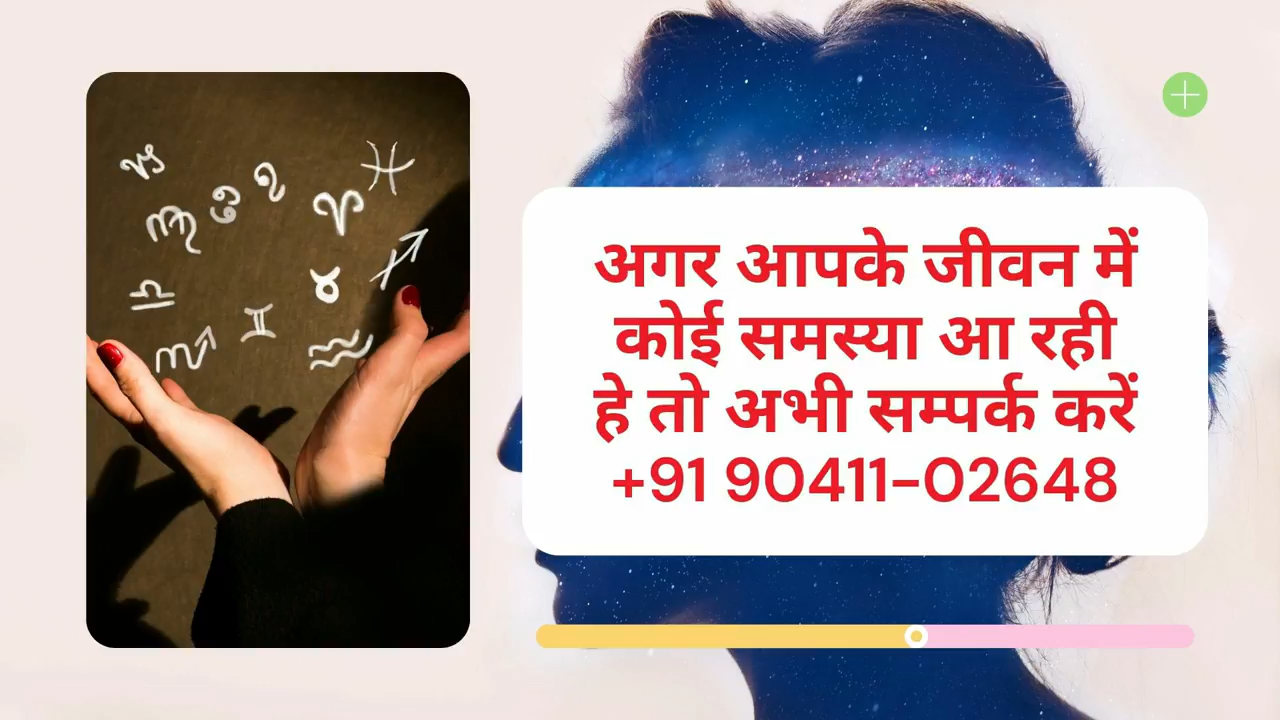 अगर आपके जीवन में
कोई समस्या आ रही
हे तो अभी सम्पर्क करें
+91 90411-02648